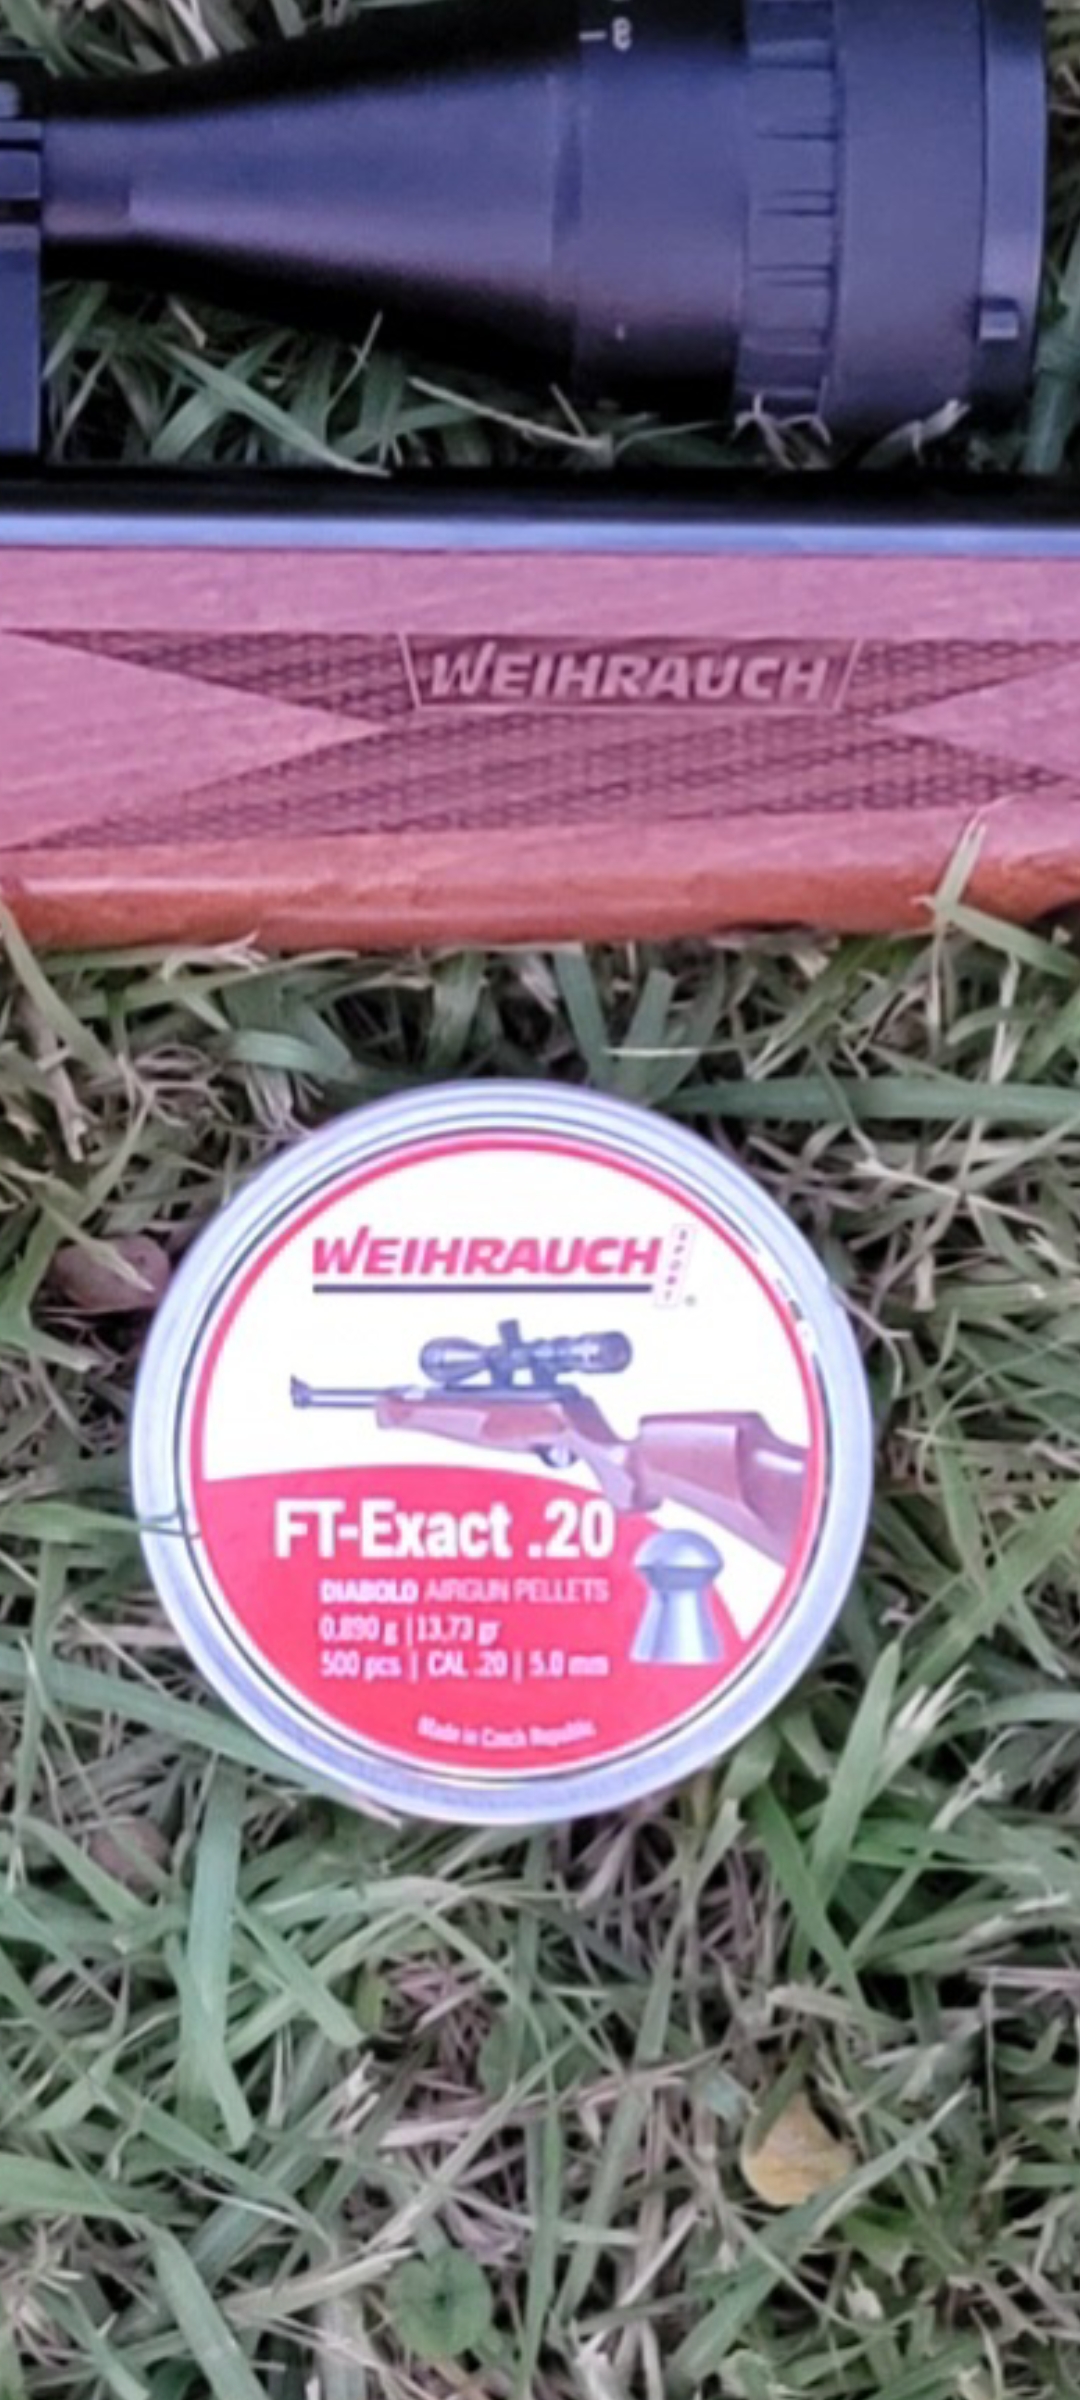 8
WEIHRAUCH
WEIHRAUCH SPORT
FT-Exact .20
DIABOLO AIRGUN PELLETS
0,890 g | 13,73 gr
500 pcs | CAL .20 | 5.0 mm
Made in Czech Republic